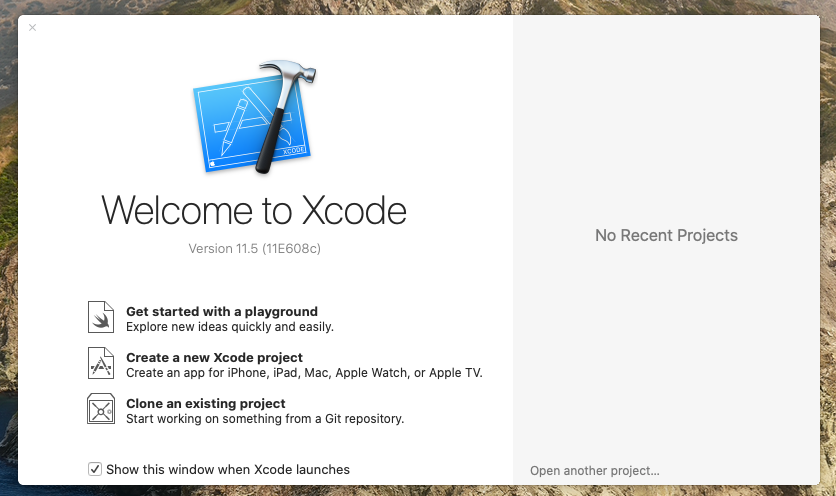 XCODE
Welcome to Xcode
Version 11.5 (11E608c)
Get started with a playground
Explore new ideas quickly and easily.
Create a new Xcode project
Create an app for iPhone, iPad, Mac, Apple Watch, or Apple TV.
Clone an existing project
Start working on something from a Git repository.
Show this window when Xcode launches
No Recent Projects
Open another project...